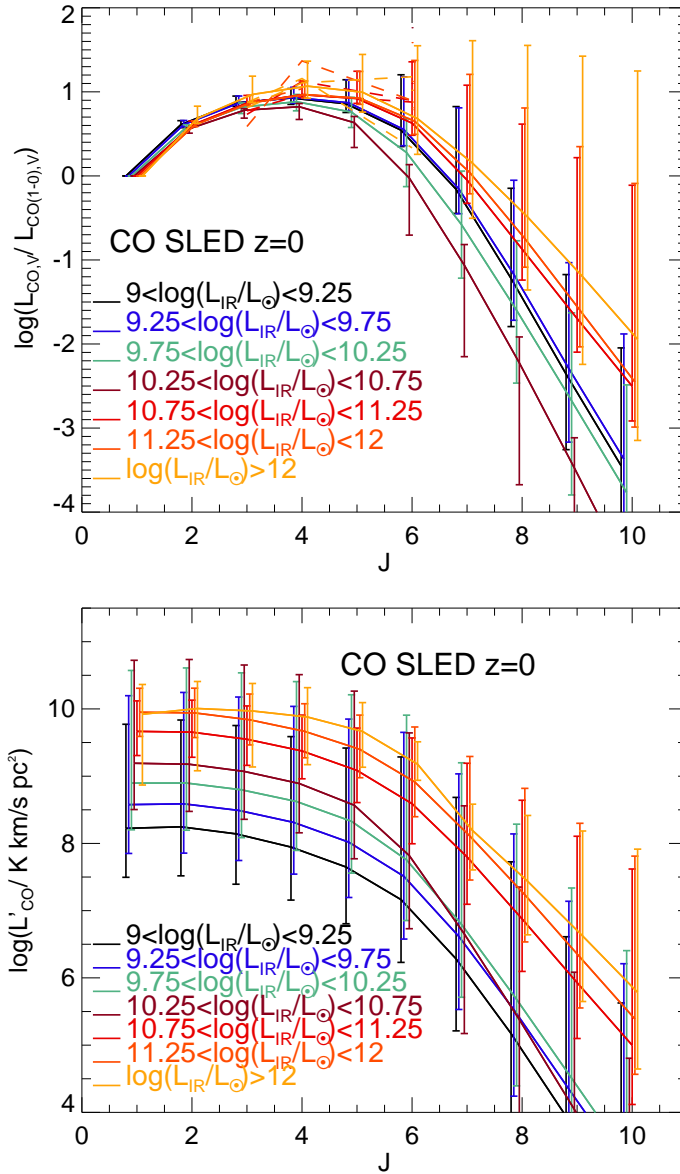 2
1
0
-1
-2
-3
-4
log(L_CO,V/ L_CO(1-0),V)
CO SLED z=0
9<log(L_IR/L_⊙)<9.25
9.25<log(L_IR/L_⊙)<9.75
9.75<log(L_IR/L_⊙)<10.25
10.25<log(L_IR/L_⊙)<10.75
10.75<log(L_IR/L_⊙)<11.25
11.25<log(L_IR/L_⊙)<12
log(L_IR/L_⊙)>12
0 2 4 6 8 10
J
10
8
6
4
log(L'_CO/ K km/s pc²)
CO SLED z=0
9<log(L_IR/L_⊙)<9.25
9.25<log(L_IR/L_⊙)<9.75
9.75<log(L_IR/L_⊙)<10.25
10.25<log(L_IR/L_⊙)<10.75
10.75<log(L_IR/L_⊙)<11.25
11.25<log(L_IR/L_⊙)<12
log(L_IR/L_⊙)>12
0 2 4 6 8 10
J